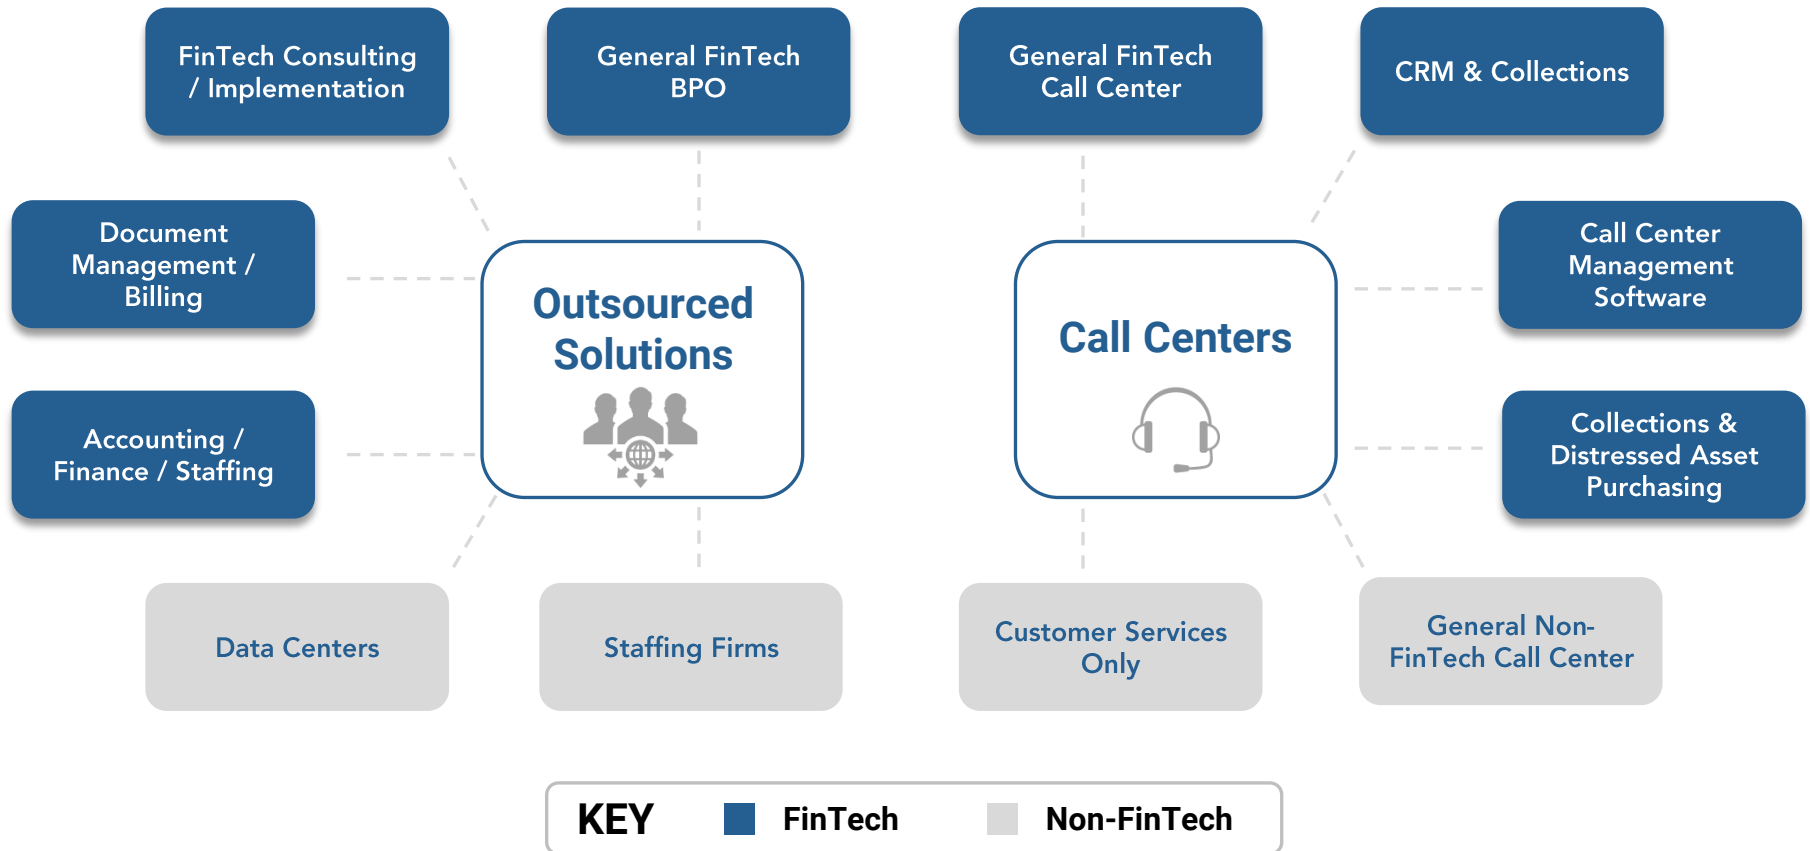 FinTech Consulting
/ Implementation
General FinTech
BPO
General FinTech
Call Center
CRM & Collections
Document
Management /
Billing
Call Center
Management
Software
Outsourced
Solutions
Call Centers
Accounting /
Finance / Staffing
Collections &
Distressed Asset
Purchasing
Data Centers
Staffing Firms
Customer Services
Only
General Non-
FinTech Call Center
KEY FinTech Non-FinTech